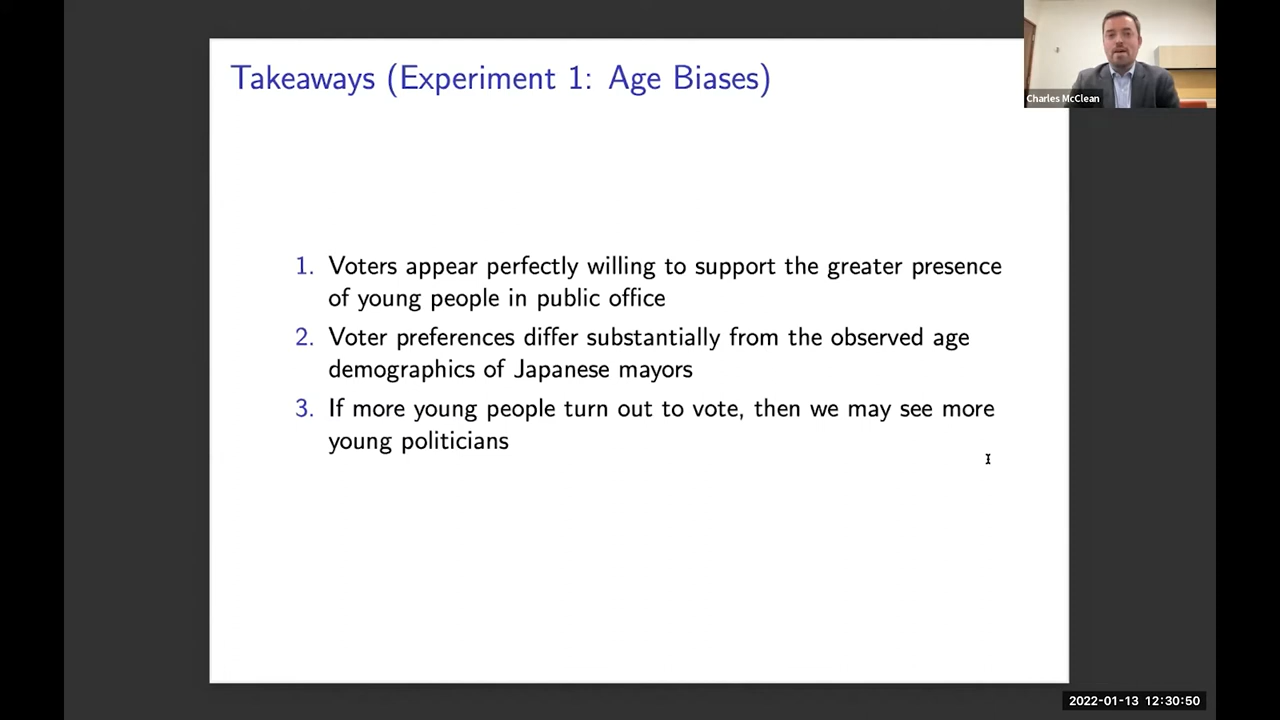 Takeaways (Experiment 1: Age Biases)
Charles McClean
1. Voters appear perfectly willing to support the greater presence
of young people in public office
2. Voter preferences differ substantially from the observed age
demographics of Japanese mayors
3. If more young people turn out to vote, then we may see more
young politicians
2022-01-13 12:30:50